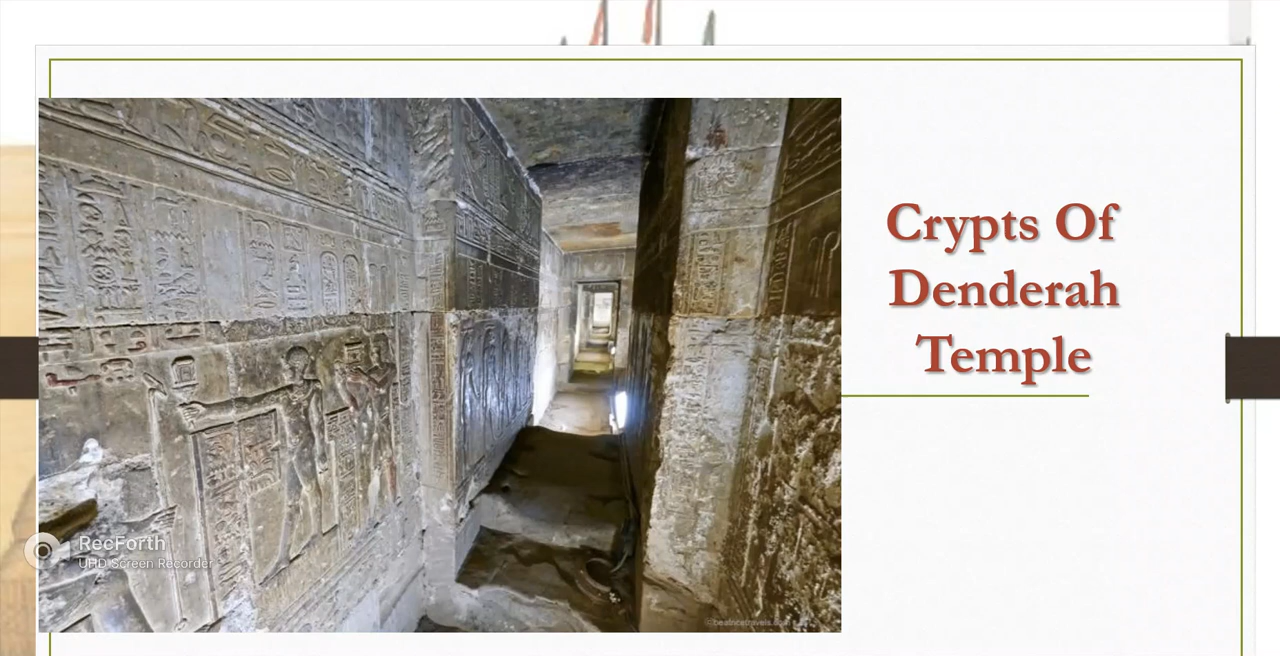 Crypts Of
Denderah
Temple
RecForth
UHD Screen Recorder